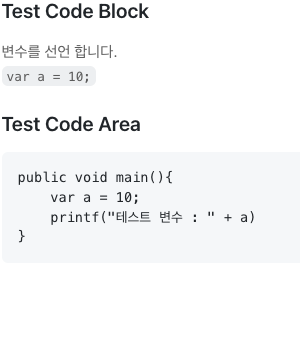 Test Code Block
변수를 선언 합니다.
var a = 10;
Test Code Area
public void main(){
    var a = 10;
    printf("테스트 변수 : " + a)
}